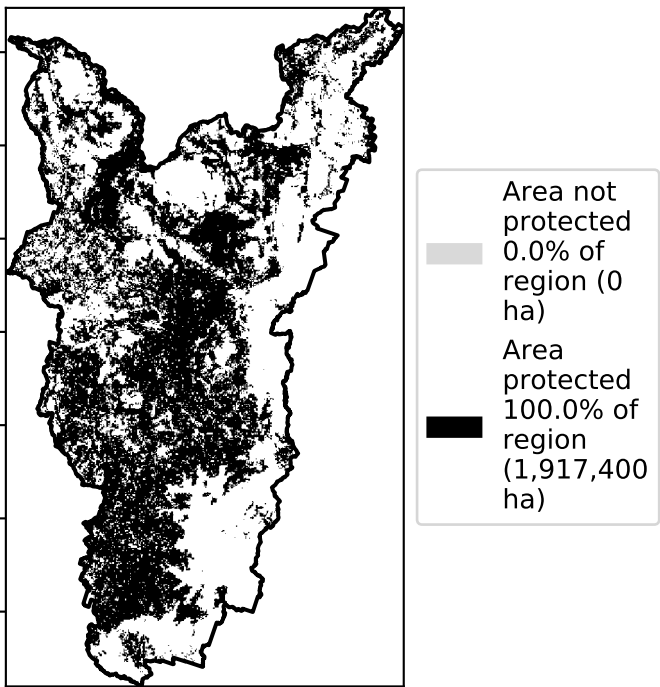 Area not
protected
0.0% of
region (0
ha)
Area
protected
100.0% of
region
(1,917,400
ha)